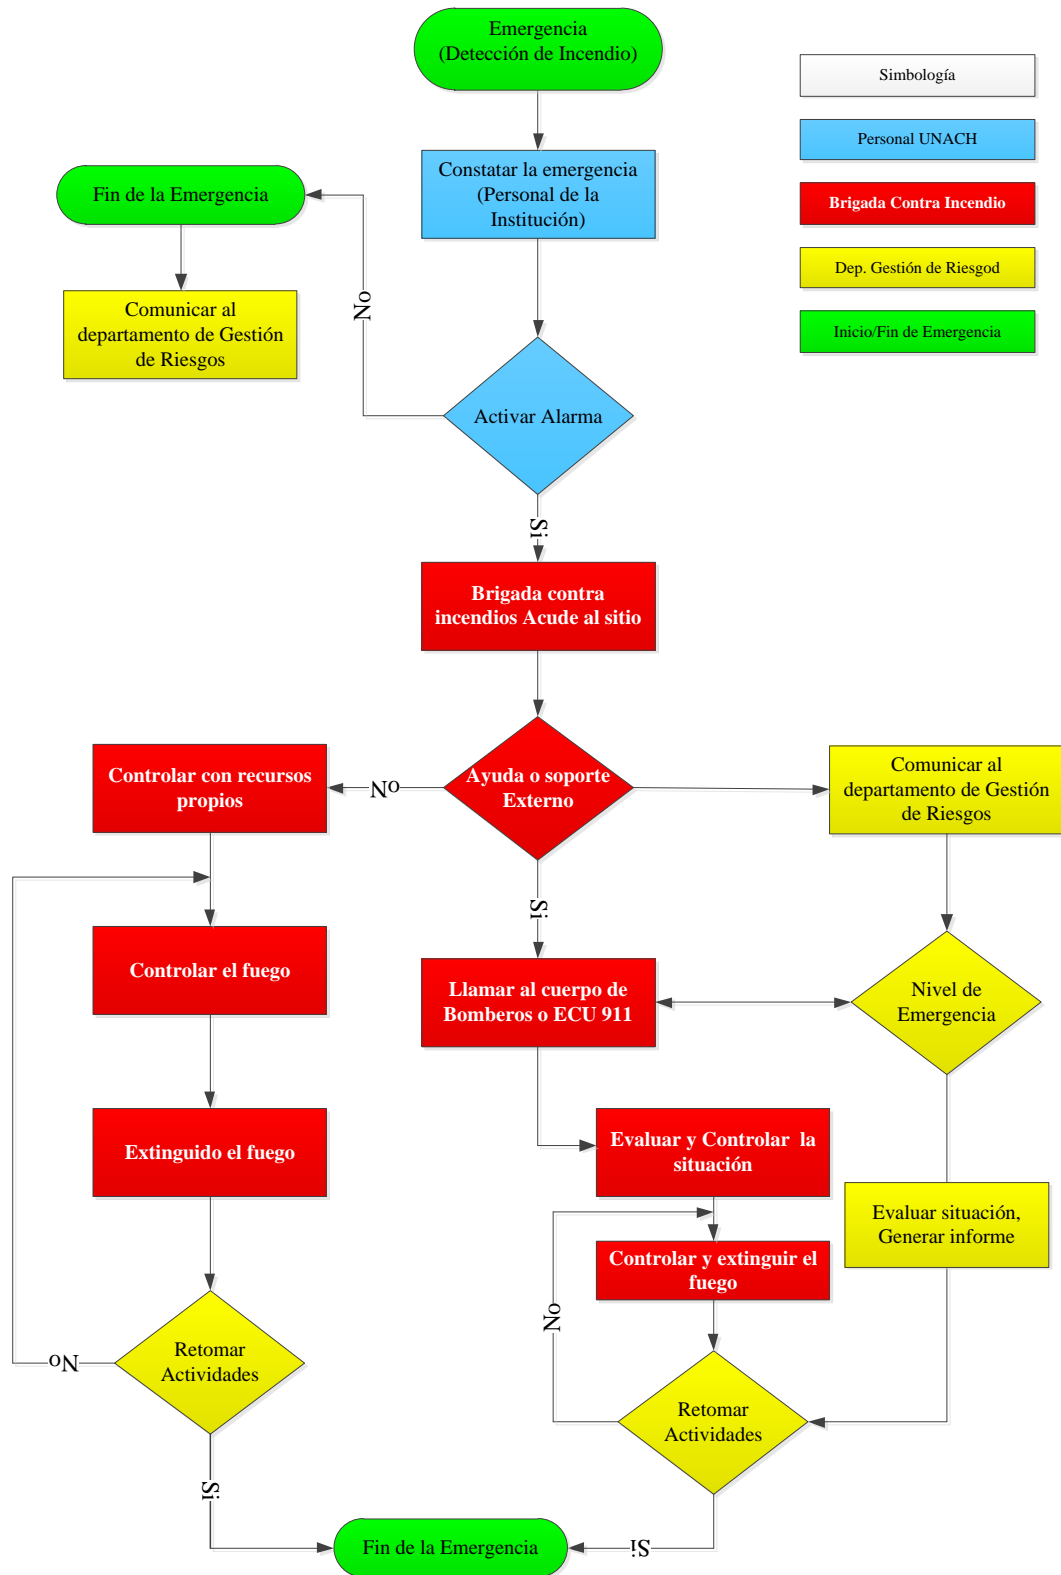 Emergencia
(Detección de Incendio)
Simbología
Personal UNACH
Brigada Contra Incendio
Dep. Gestión de Riesgod
Inicio/Fin de Emergencia
Constatar la emergencia
(Personal de la
Institución)
Fin de la Emergencia
Comunicar al
departamento de Gestión
de Riesgos
No
Activar Alarma
Si
Brigada contra
incendios Acude al sitio
Ayuda o soporte
Externo
No
Controlar con recursos
propios
Comunicar al
departamento de Gestión
de Riesgos
Si
Controlar el fuego
Llamar al cuerpo de
Bomberos o ECU 911
Nivel de
Emergencia
Extinguido el fuego
Evaluar y Controlar  la
situación
Evaluar situación,
Generar informe
Controlar y extinguir el
fuego
No
Retomar
Actividades
No
Retomar
Actividades
Si
Si
Fin de la Emergencia